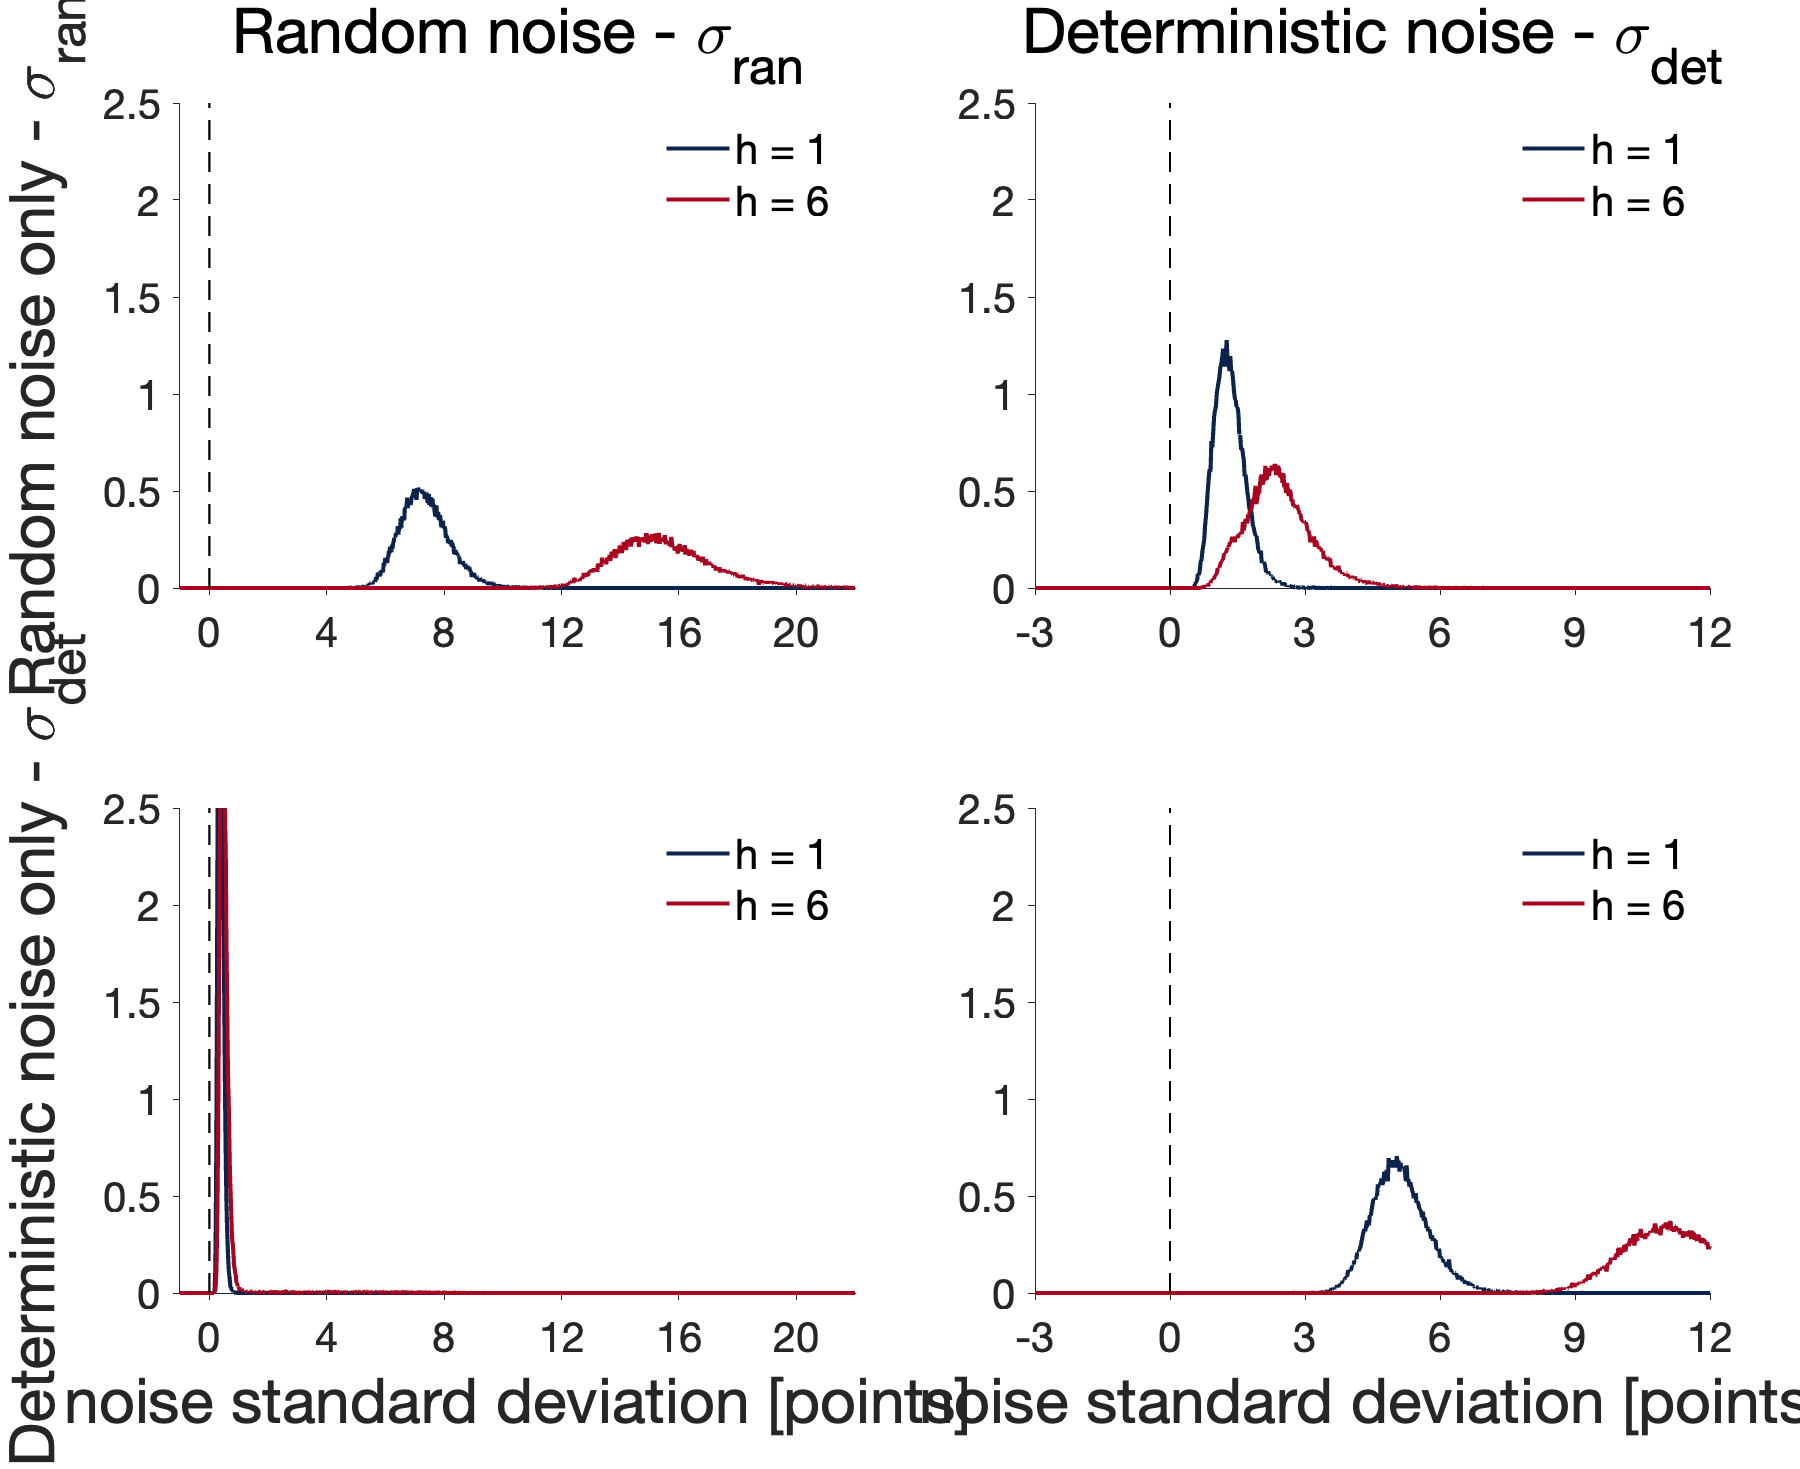 Random noise - σran
Deterministic noise - σdet
Random noise only - σran
2.5
2
1.5
1
0.5
0
0 4 8 12 16 20
h = 1
h = 6
2.5
2
1.5
1
0.5
0
-3 0 3 6 9 12
h = 1
h = 6
Deterministic noise only - σdet
2.5
2
1.5
1
0.5
0
0 4 8 12 16 20
h = 1
h = 6
noise standard deviation [points]
2.5
2
1.5
1
0.5
0
-3 0 3 6 9 12
h = 1
h = 6
noise standard deviation [points